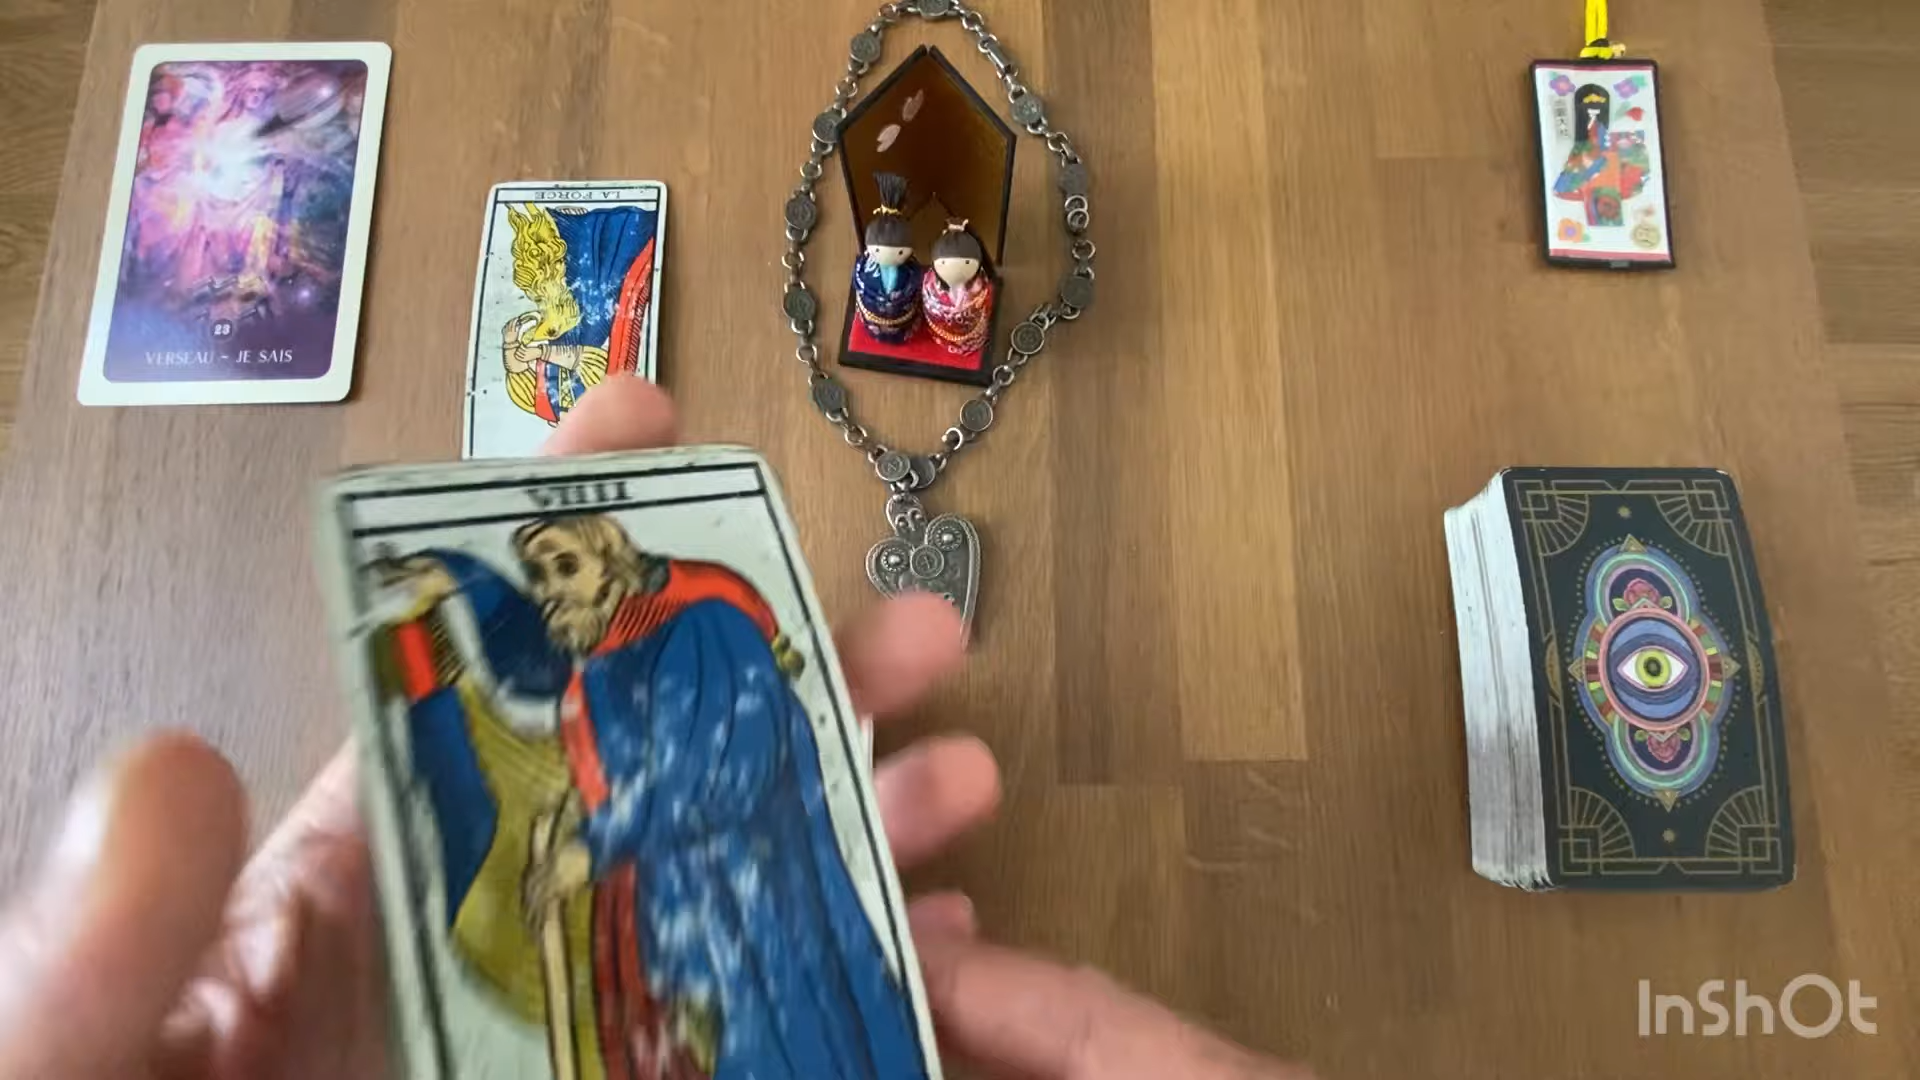 23
VERSEAU - JE SAIS
LA FORCE
VIIII
InShOt